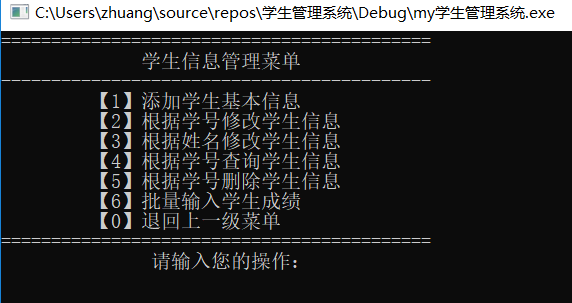 C:\Users\zhuang\source\repos\学生管理系统\Debug\my学生管理系统.exe
===========================================
学生信息管理菜单
-------------------------------------------
【1】添加学生基本信息
【2】根据学号修改学生信息
【3】根据姓名修改学生信息
【4】根据学号查询学生信息
【5】根据学号删除学生信息
【6】批量输入学生成绩
【0】退回上一级菜单
===========================================
请输入您的操作: